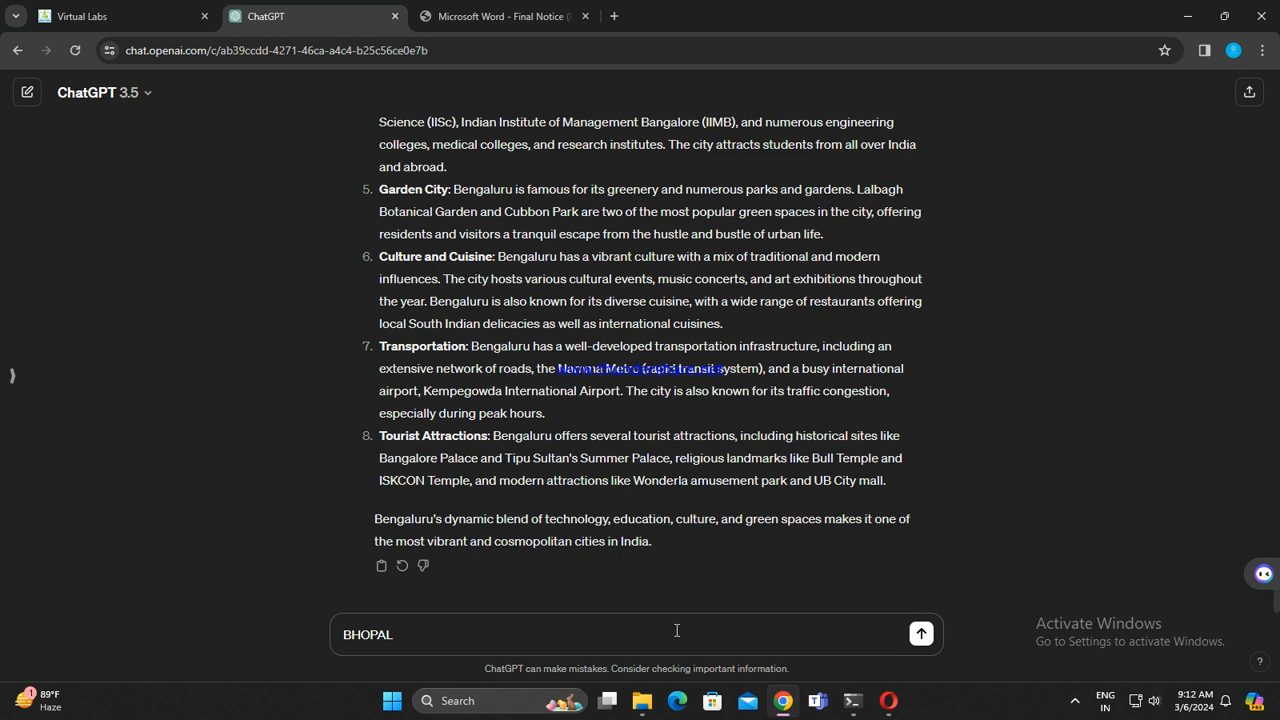 Virtual Labs
ChatGPT
Microsoft Word - Final Notice (
chat.openai.com/c/ab39ccdd-4271-46ca-a4c4-b25c56ce0e7b
ChatGPT 3.5
Science (IISc), Indian Institute of Management Bangalore (IIMB), and numerous engineering
colleges, medical colleges, and research institutes. The city attracts students from all over India
and abroad.
5. Garden City: Bengaluru is famous for its greenery and numerous parks and gardens. Lalbagh
Botanical Garden and Cubbon Park are two of the most popular green spaces in the city, offering
residents and visitors a tranquil escape from the hustle and bustle of urban life.
6. Culture and Cuisine: Bengaluru has a vibrant culture with a mix of traditional and modern
influences. The city hosts various cultural events, music concerts, and art exhibitions throughout
the year. Bengaluru is also known for its diverse cuisine, with a wide range of restaurants offering
local South Indian delicacies as well as international cuisines.
7. Transportation: Bengaluru has a well-developed transportation infrastructure, including an
extensive network of roads, the Namma Metro (rapid transit system), and a busy international
airport, Kempegowda International Airport. The city is also known for its traffic congestion,
especially during peak hours.
8. Tourist Attractions: Bengaluru offers several tourist attractions, including historical sites like
Bangalore Palace and Tipu Sultan's Summer Palace, religious landmarks like Bull Temple and
ISKCON Temple, and modern attractions like Wonderla amusement park and UB City mall.
Bengaluru's dynamic blend of technology, education, culture, and green spaces makes it one of
the most vibrant and cosmopolitan cities in India.
BHOPAL
Activate Windows
Go to Settings to activate Windows.
ChatGPT can make mistakes. Consider checking important information.
?
1
89°F
Haze
Search
ENG
IN
9:12 AM
3/6/2024